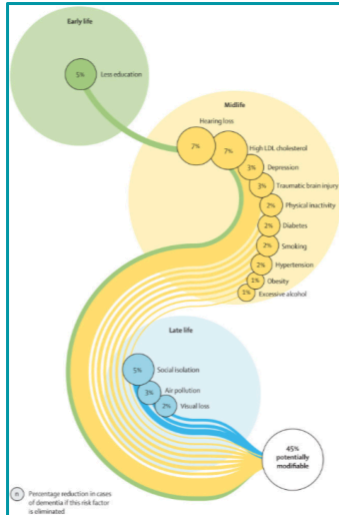 Early life
5%
Less education
Midlife
Hearing loss
7%
7%
High LDL cholesterol
3%
Depression
3%
Traumatic brain injury
2%
Physical inactivity
2%
Diabetes
2%
Smoking
2%
Hypertension
1%
Obesity
1%
Excessive alcohol
Late life
5%
Social isolation
3%
Air pollution
2%
Visual loss
45%
potentially
modifiable
Percentage reduction in cases
of dementia if this risk factor
is eliminated